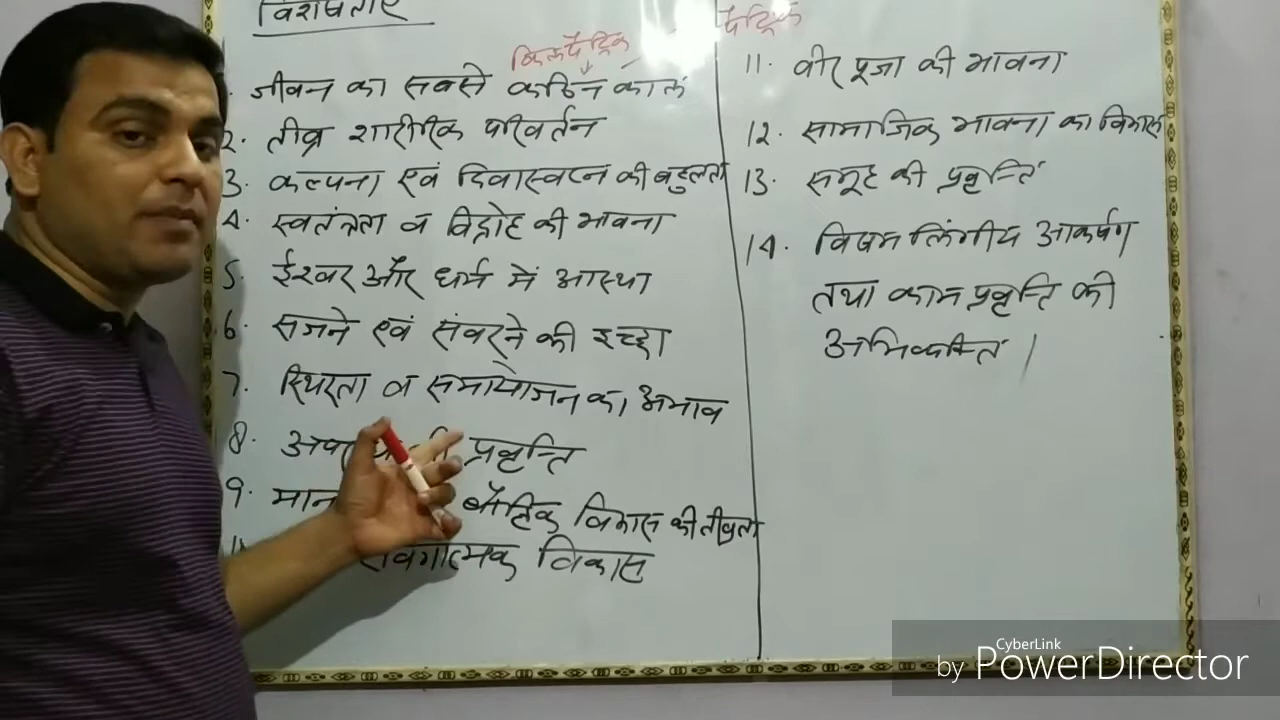 विशेषताएँ
किलपैट्रिक
पैट्रिक
जीवन का सबसे कठिन काल
2. तीव्र शारीरिक परिवर्तन
3. कल्पना एवं दिवास्वप्न की बहुलता
4. स्वतंत्रता व विद्रोह की भावना
5. ईश्वर और धर्म में आस्था
6. सजने एवं संवरने की इच्छा
7. स्थिरता व समायोजन का अभाव
8. प्रवृत्ति
9. मान बौद्धिक विकास की तीव्रता
विकास
11. वीर पूजा की भावना
12. सामाजिक भावना का विकास
13. समूह की प्रवृत्ति
14. विषम लिंगीय आकर्षण
तथा काम प्रवृत्ति की
अभिव्यक्ति ।
CyberLink
by PowerDirector